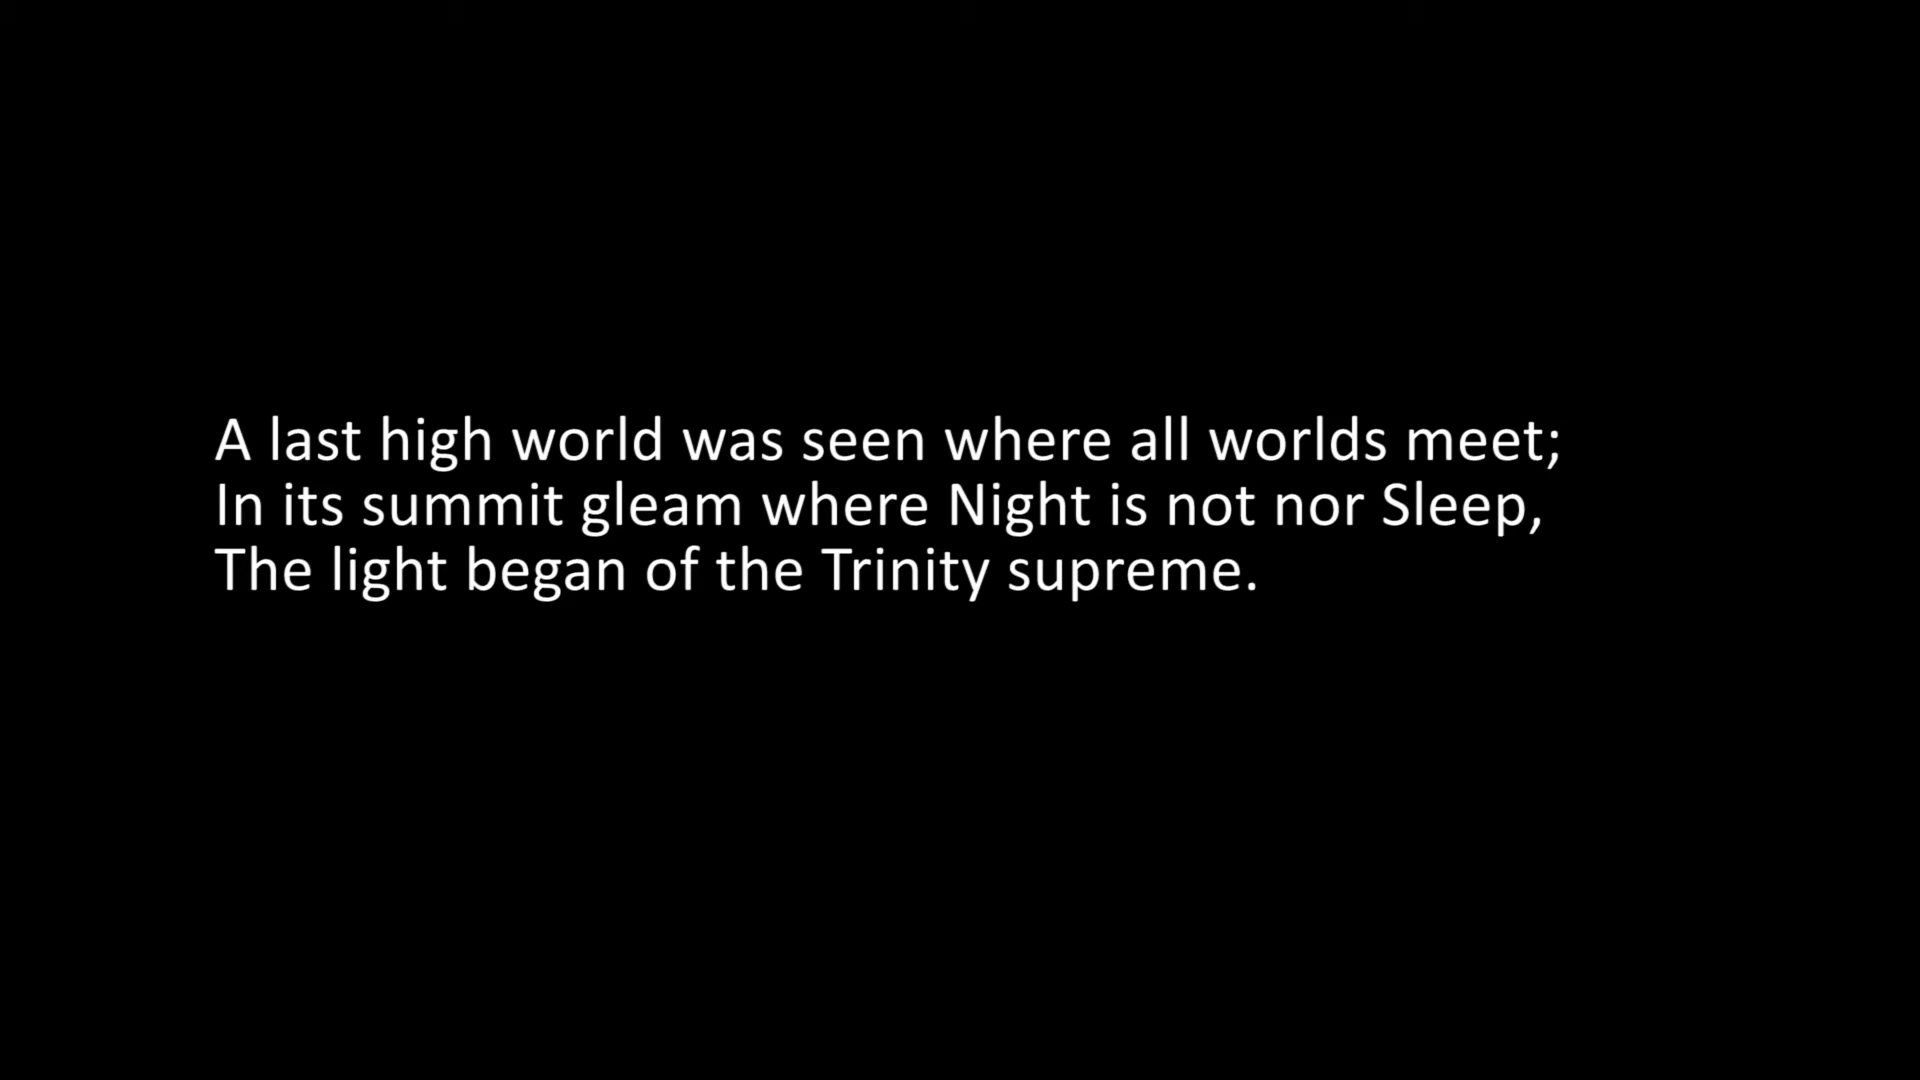 A last high world was seen where all worlds meet;
In its summit gleam where Night is not nor Sleep,
The light began of the Trinity supreme.